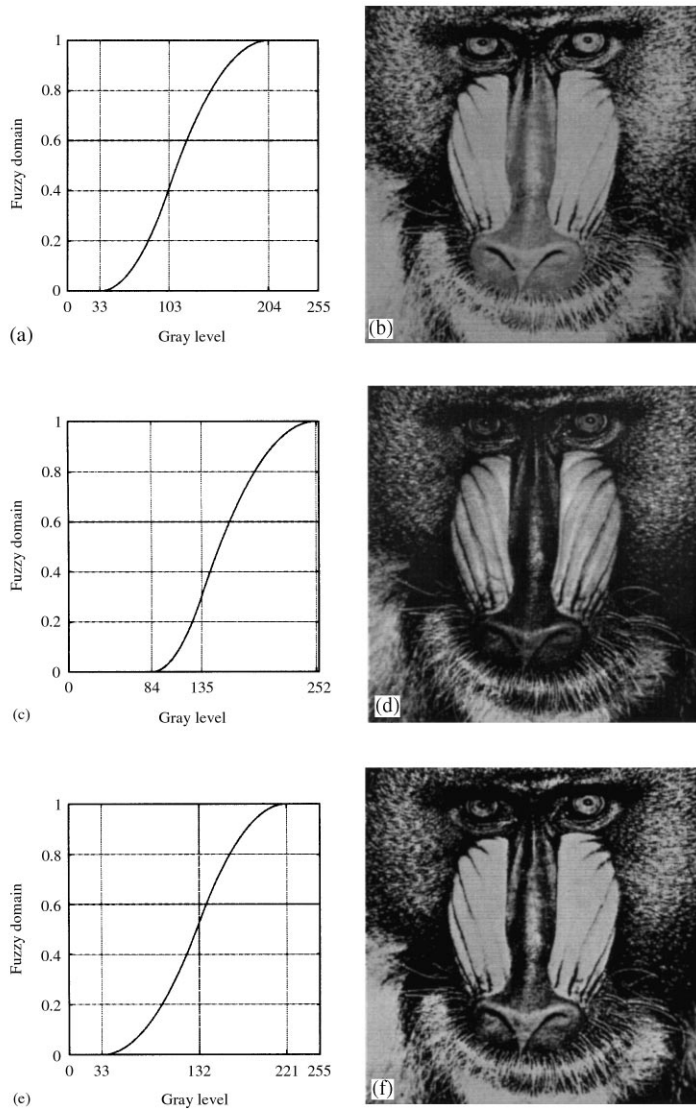 1
0.8
0.6
0.4
0.2
0
Fuzzy domain
0 33 103 204 255
Gray level
(a)
(b)
1
0.8
0.6
0.4
0.2
0
Fuzzy domain
0 84 135 252
Gray level
(c)
(d)
1
0.8
0.6
0.4
0.2
0
Fuzzy domain
0 33 132 221 255
Gray level
(e)
(f)